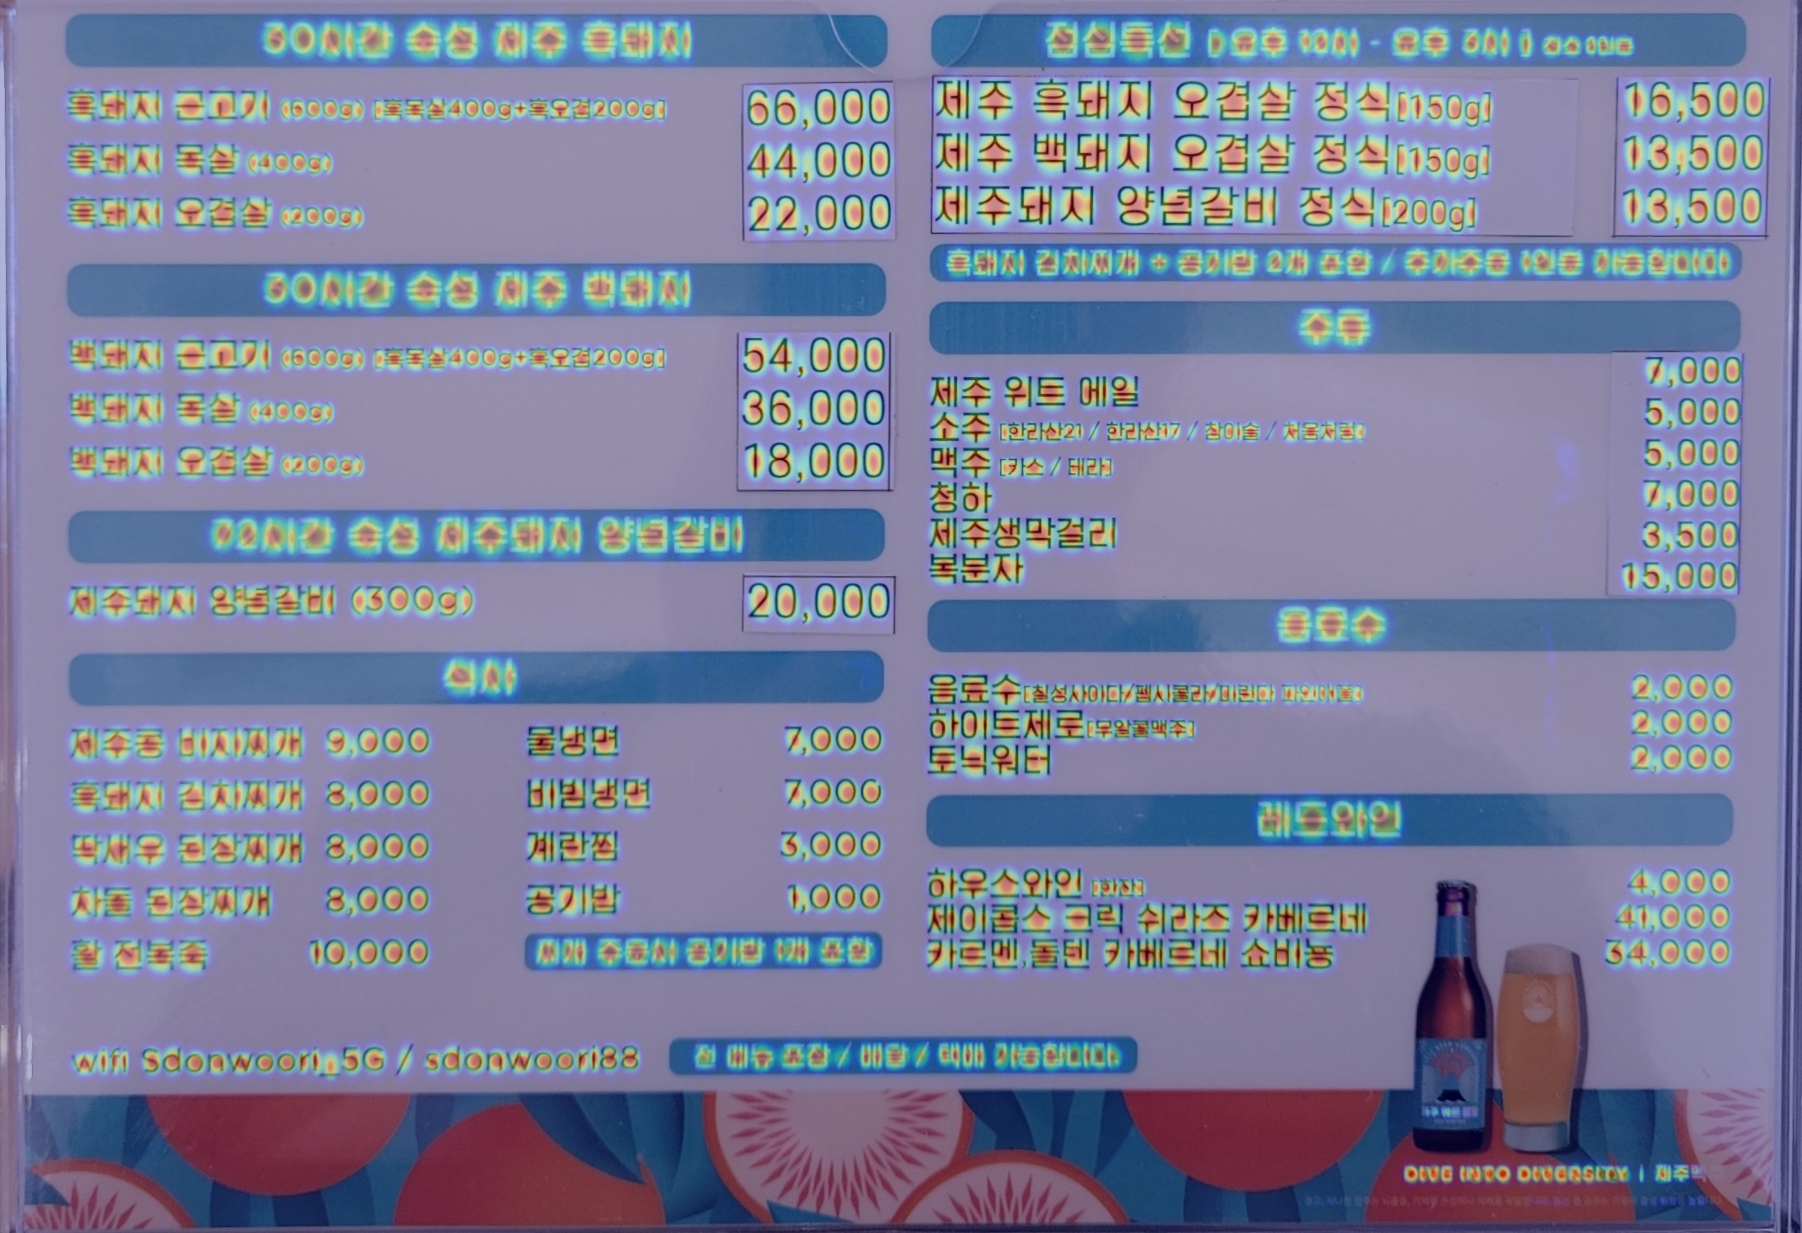 30시간 숙성 제주 흑돼지
흑돼지 근고기 (600g) [흑목살400g+흑오겹200g] 66,000
흑돼지 목살 (400g) 44,000
흑돼지 오겹살 (200g) 22,000
30시간 숙성 제주 백돼지
백돼지 근고기 (600g) [흑목살400g+흑오겹200g] 54,000
백돼지 목살 (400g) 36,000
백돼지 오겹살 (200g) 18,000
72시간 숙성 제주돼지 양념갈비
제주돼지 양념갈비 (300g) 20,000
식사
제주콩 비지찌개 9,000
흑돼지 김치찌개 8,000
딱새우 된장찌개 8,000
차돌 된장찌개 8,000
활 전복죽 10,000
물냉면 7,000
비빔냉면 7,000
계란찜 3,000
공기밥 1,000
찌개 주문시 공기밥 1개 포함
wifi Sdonwoori_5G / sdonwoori88
전 메뉴 포장 / 배달 / 택배 가능합니다.
점심특선 [오후 12시 - 오후 3시]
제주 흑돼지 오겹살 정식[150g] 16,500
제주 백돼지 오겹살 정식[150g] 13,500
제주돼지 양념갈비 정식[200g] 13,500
흑돼지 김치찌개 + 공기밥 2개 포함 / 추가주문 1인분 가능합니다
주류
제주 위트 에일 7,000
소주 [한라산21 / 한라산17 / 참이슬 / 처음처럼] 5,000
맥주 [카스 / 테라] 5,000
청하 7,000
제주생막걸리 3,500
복분자 15,000
음료수
음료수[칠성사이다/펩시콜라/미린다 파인애플] 2,000
하이트제로[무알콜맥주] 2,000
토닉워터 2,000
레드와인
하우스와인 [한잔] 4,000
제이콥스 크릭 쉬라즈 카베르네 41,000
카르멘,톨텐 카베르네 쇼비뇽 34,000
DIVE INTO DIVERSITY | 제주맥